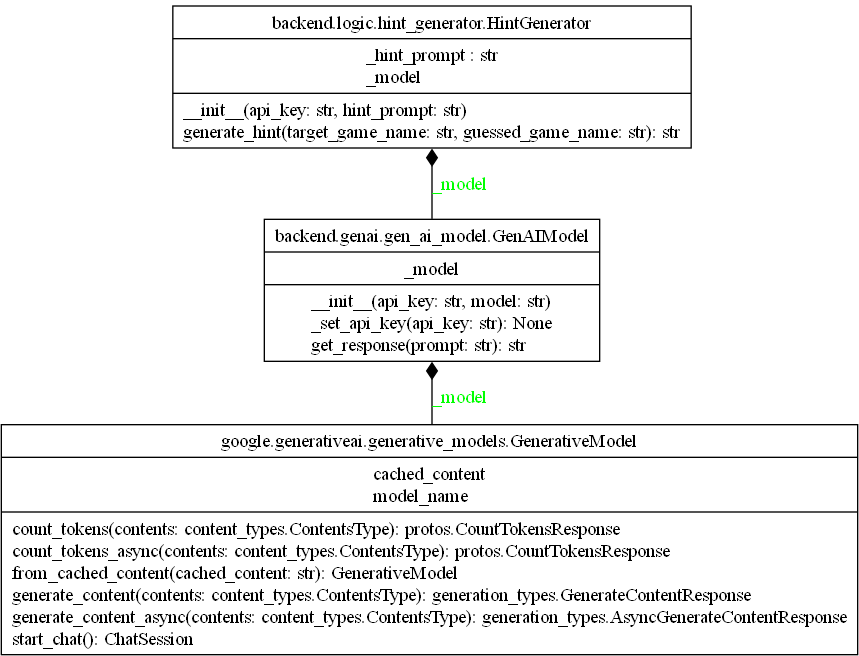 backend.logic.hint_generator.HintGenerator
_hint_prompt : str
_model
__init__(api_key: str, hint_prompt: str)
generate_hint(target_game_name: str, guessed_game_name: str): str
_model
backend.genai.gen_ai_model.GenAIModel
_model
__init__(api_key: str, model: str)
_set_api_key(api_key: str): None
get_response(prompt: str): str
_model
google.generativeai.generative_models.GenerativeModel
cached_content
model_name
count_tokens(contents: content_types.ContentsType): protos.CountTokensResponse
count_tokens_async(contents: content_types.ContentsType): protos.CountTokensResponse
from_cached_content(cached_content: str): GenerativeModel
generate_content(contents: content_types.ContentsType): generation_types.GenerateContentResponse
generate_content_async(contents: content_types.ContentsType): generation_types.AsyncGenerateContentResponse
start_chat(): ChatSession